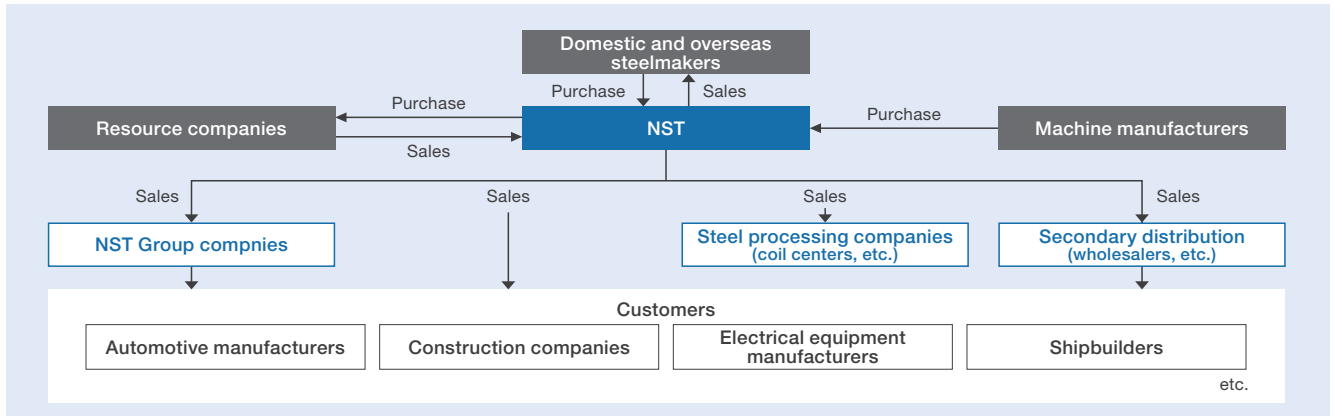 Domestic and overseas
steelmakers
Purchase
Sales
Purchase
Purchase
Resource companies
NST
Machine manufacturers
Sales
Sales
Sales
Sales
Sales
NST Group compnies
Steel processing companies
(coil centers, etc.)
Secondary distribution
(wholesalers, etc.)
Customers
Automotive manufacturers
Construction companies
Electrical equipment
manufacturers
Shipbuilders
etc.